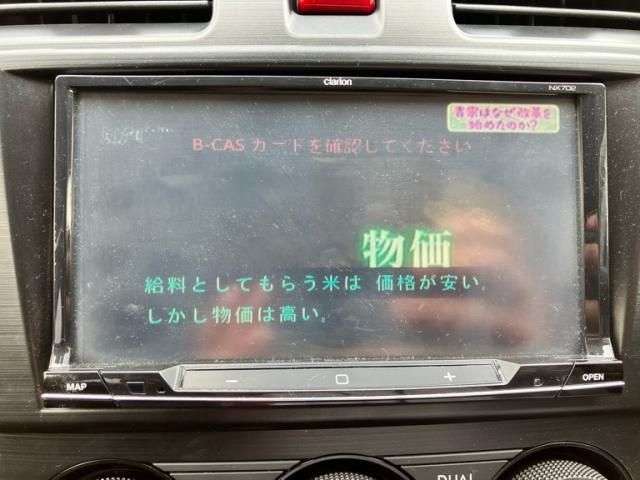 clarion
NX702
吉宗はなぜ改革を
始めたのか?
B-CASカードを確認してください
物価
給料としてもらう米は 価格が安い。
しかし物価は高い。
MAP
OPEN
DUAL